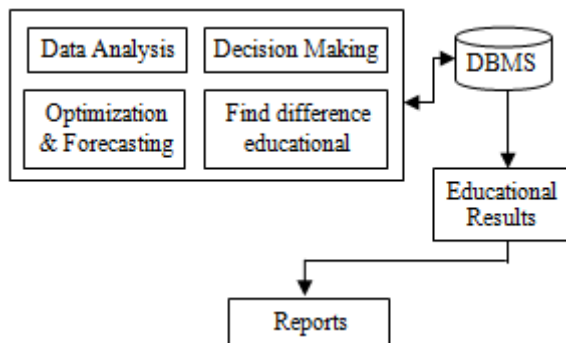 Data Analysis
Decision Making
DBMS
Optimization
& Forecasting
Find difference
educational
Educational
Results
Reports